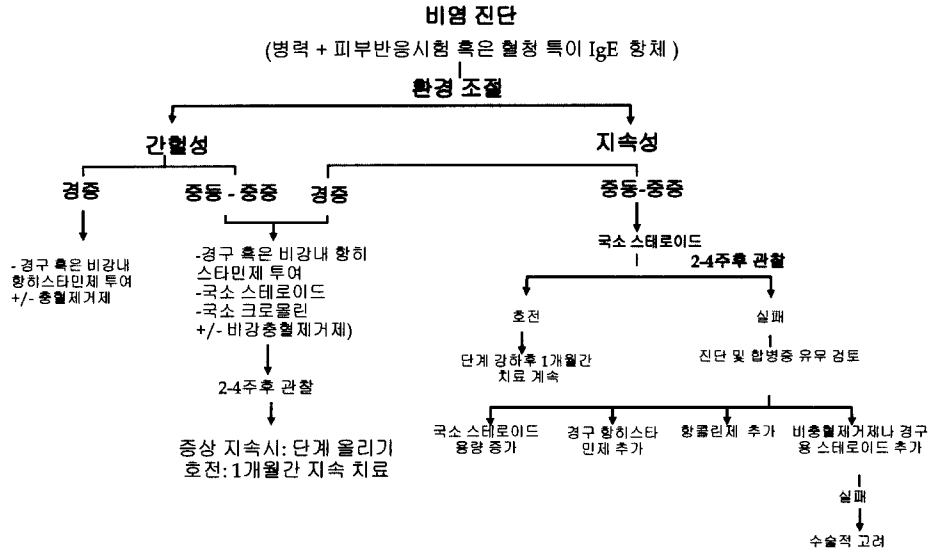 비염 진단
(병력 + 피부반응시험 혹은 혈청 특이 IgE 항체 )
환경 조절
간헐성
지속성
경증
중등 - 중증
경증
중등-중증
- 경구 혹은 비강내
항히스타민제 투여
+/- 충혈제거제
-경구 혹은 비강내 항히
스타민제 투여
-국소 스테로이드
-국소 크로몰린
+/- 비강충혈제거제)
2-4주후 관찰
증상 지속시: 단계 올리기
호전: 1개월간 지속 치료
국소 스테로이드
2-4주후 관찰
호전
단계 강하후 1개월간
치료 계속
실패
진단 및 합병증 유무 검토
국소 스테로이드
용량 증가
경구 항히스타
민제 추가
항콜린제 추가
비충혈제거제나 경구
용 스테로이드 추가
실패
수술적 고려